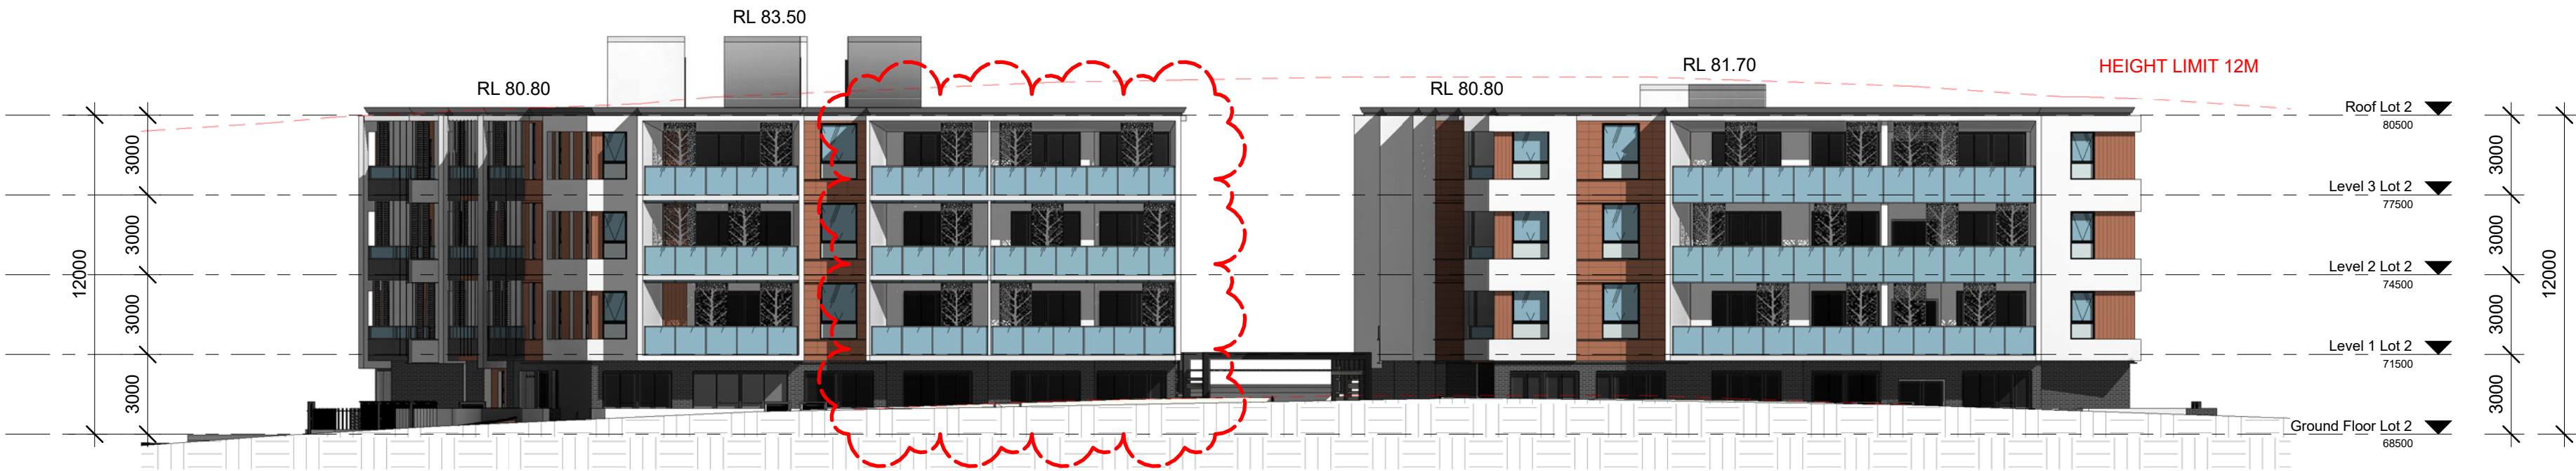 RL 83.50
RL 80.80
RL 80.80
RL 81.70
HEIGHT LIMIT 12M
12000
3000
3000
3000
3000
Roof Lot 2
80500
Level 3 Lot 2
77500
Level 2 Lot 2
74500
Level 1 Lot 2
71500
Ground Floor Lot 2
68500
3000
3000
3000
3000
12000